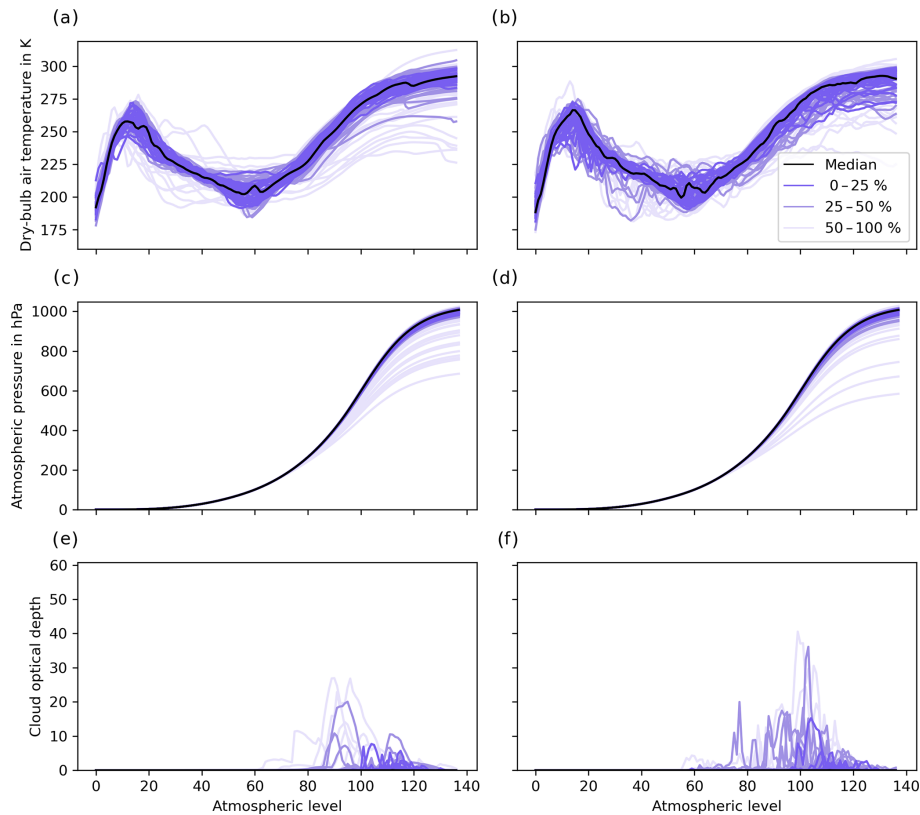 (a)
(b)
Dry-bulb air temperature in K
300
275
250
225
200
175
Median
0–25 %
25–50 %
50–100 %
(c)
(d)
Atmospheric pressure in hPa
1000
800
600
400
200
0
(e)
(f)
Cloud optical depth
60
50
40
30
20
10
0
0 20 40 60 80 100 120 140
0 20 40 60 80 100 120 140
Atmospheric level
Atmospheric level